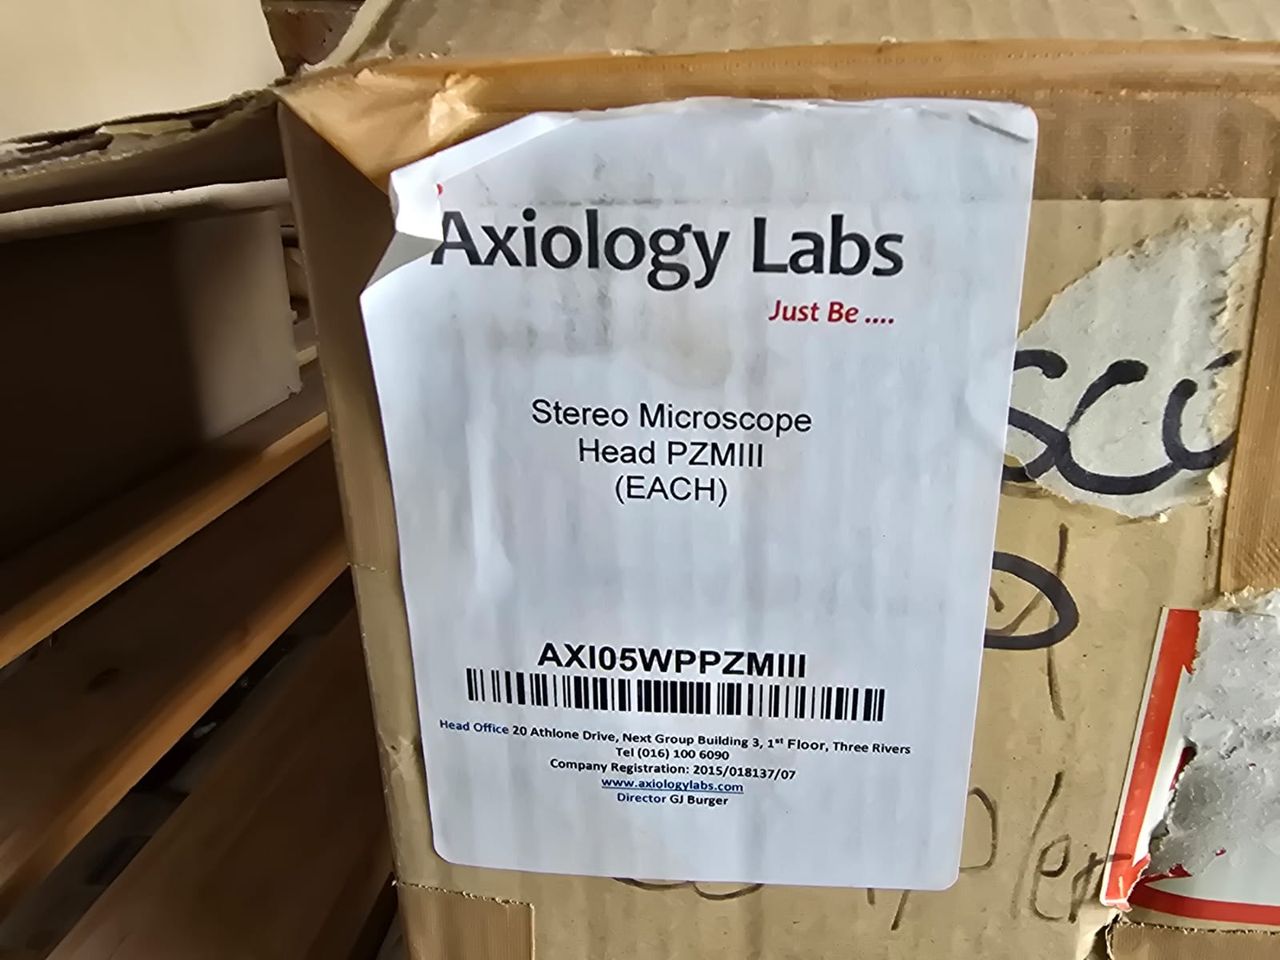 Axiology Labs
Just Be ....
Stereo Microscope
Head PZMIII
(EACH)
AXI05WPPZMIII
Head Office 20 Athlone Drive, Next Group Building 3, 1st Floor, Three Rivers
Tel (016) 100 6090
Company Registration: 2015/018137/07
www.axiologylabs.com
Director GJ Burger